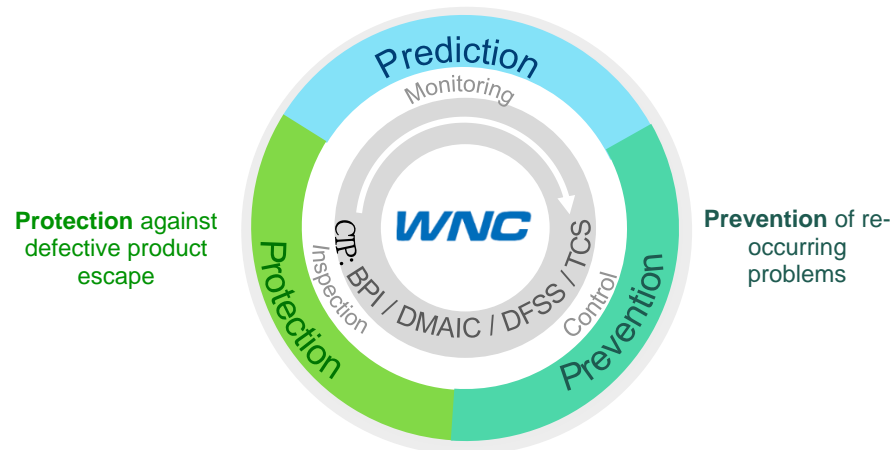 Prediction
Monitoring
Protection against
defective product
escape
Prevention of re-
occurring
problems
WNC
Protection
Inspection
CIP: BPI / DMAIC / DFSS / TCS
Control
Prevention